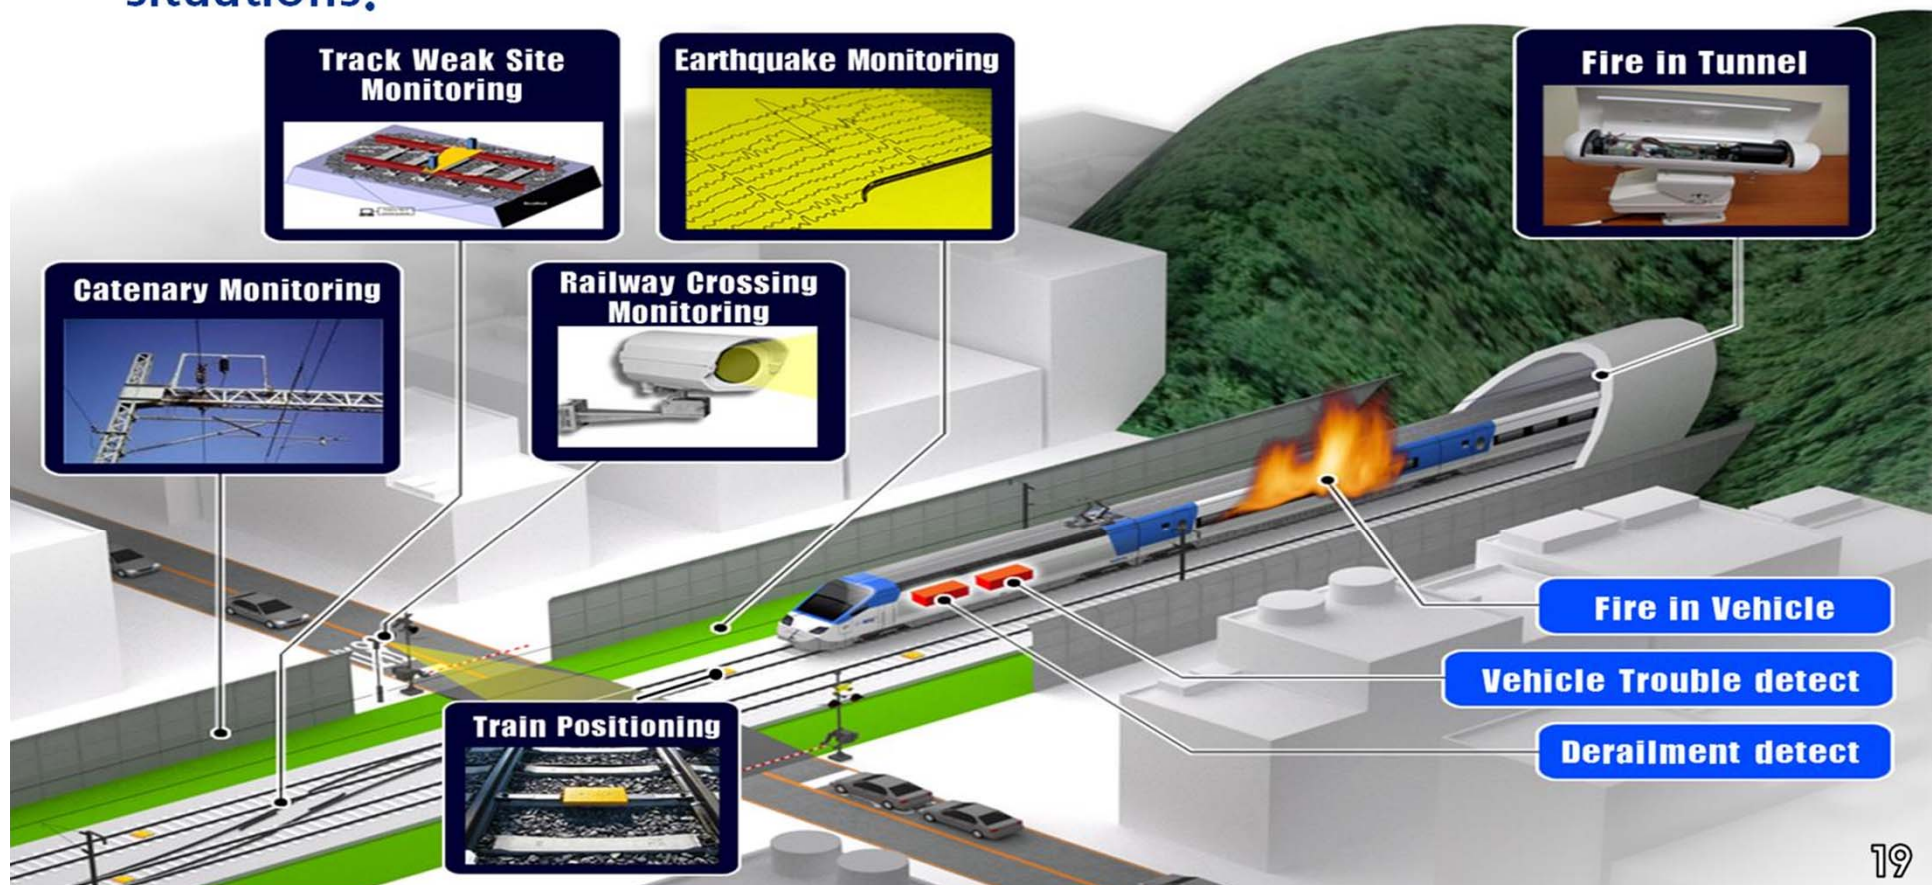 situations.
Track Weak Site
Monitoring
Earthquake Monitoring
Fire in Tunnel
Catenary Monitoring
Railway Crossing
Monitoring
Fire in Vehicle
Vehicle Trouble detect
Train Positioning
Derailment detect
19